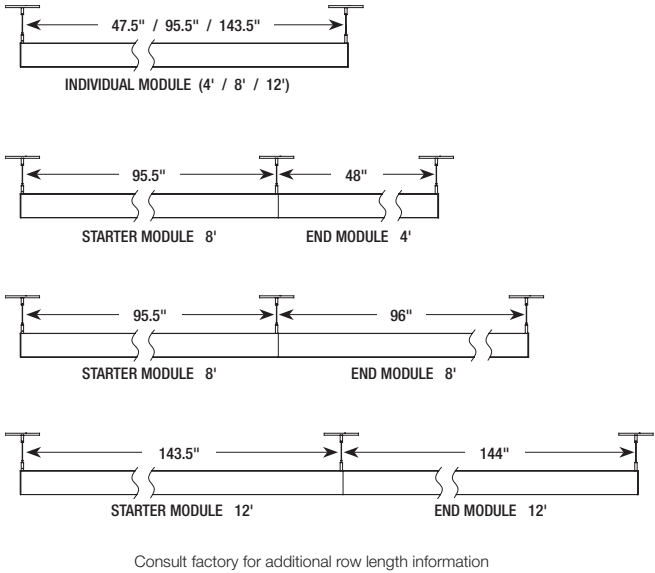 47.5" / 95.5" / 143.5"
INDIVIDUAL MODULE (4' / 8' / 12')
95.5" 48"
STARTER MODULE 8' END MODULE 4'
95.5" 96"
STARTER MODULE 8' END MODULE 8'
143.5" 144"
STARTER MODULE 12' END MODULE 12'
Consult factory for additional row length information